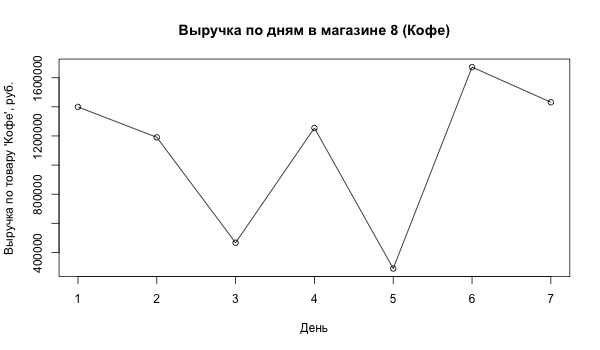 Выручка по дням в магазине 8 (Кофе)
Выручка по товару 'Кофе', руб.
1600000
1200000
800000
400000
1 2 3 4 5 6 7
День